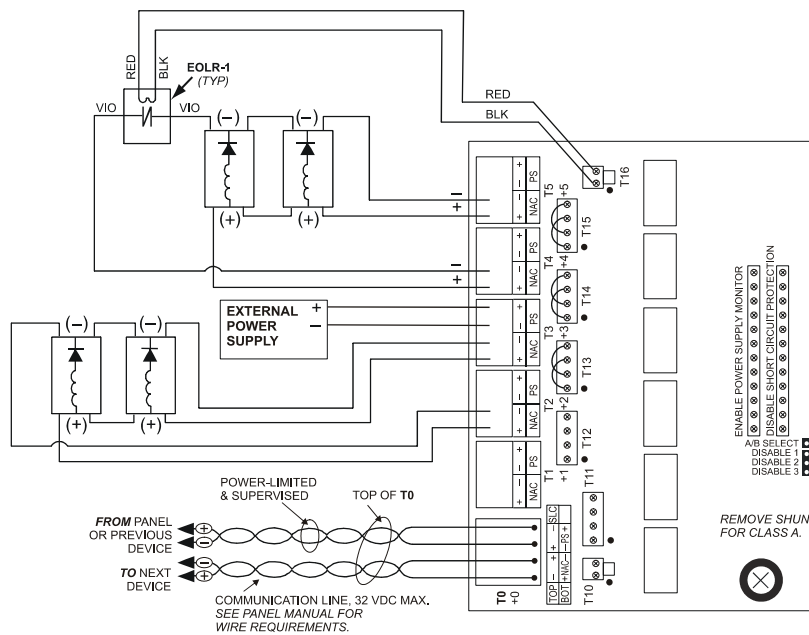 RED
BLK
EOLR-1
(TYP)
RED
BLK
VIO
VIO
(–)
(–)
(+)
(+)
–
+
–
+
EXTERNAL
POWER
SUPPLY
+
–
(–)
(–)
(+)
(+)
+ – – +
PS
NAC
T5
+5
+ – – +
PS
NAC
T4
+4
+ – – +
PS
NAC
T3
+3
+ – – +
PS
NAC
T2
+2
+ – – +
PS
NAC
T1
+1
T16
T15
T14
T13
T12
T11
T10
ENABLE POWER SUPPLY MONITOR
DISABLE SHORT CIRCUIT PROTECTION
A/B SELECT
DISABLE 1
DISABLE 2
DISABLE 3
REMOVE SHUN
FOR CLASS A.
POWER-LIMITED
& SUPERVISED
TOP OF T0
FROM PANEL
OR PREVIOUS
DEVICE
+
–
–
+
TO NEXT
DEVICE
COMMUNICATION LINE, 32 VDC MAX.
SEE PANEL MANUAL FOR
WIRE REQUIREMENTS.
T0
+0
TOP – + + – SLC
BOT + NAC – – PS +